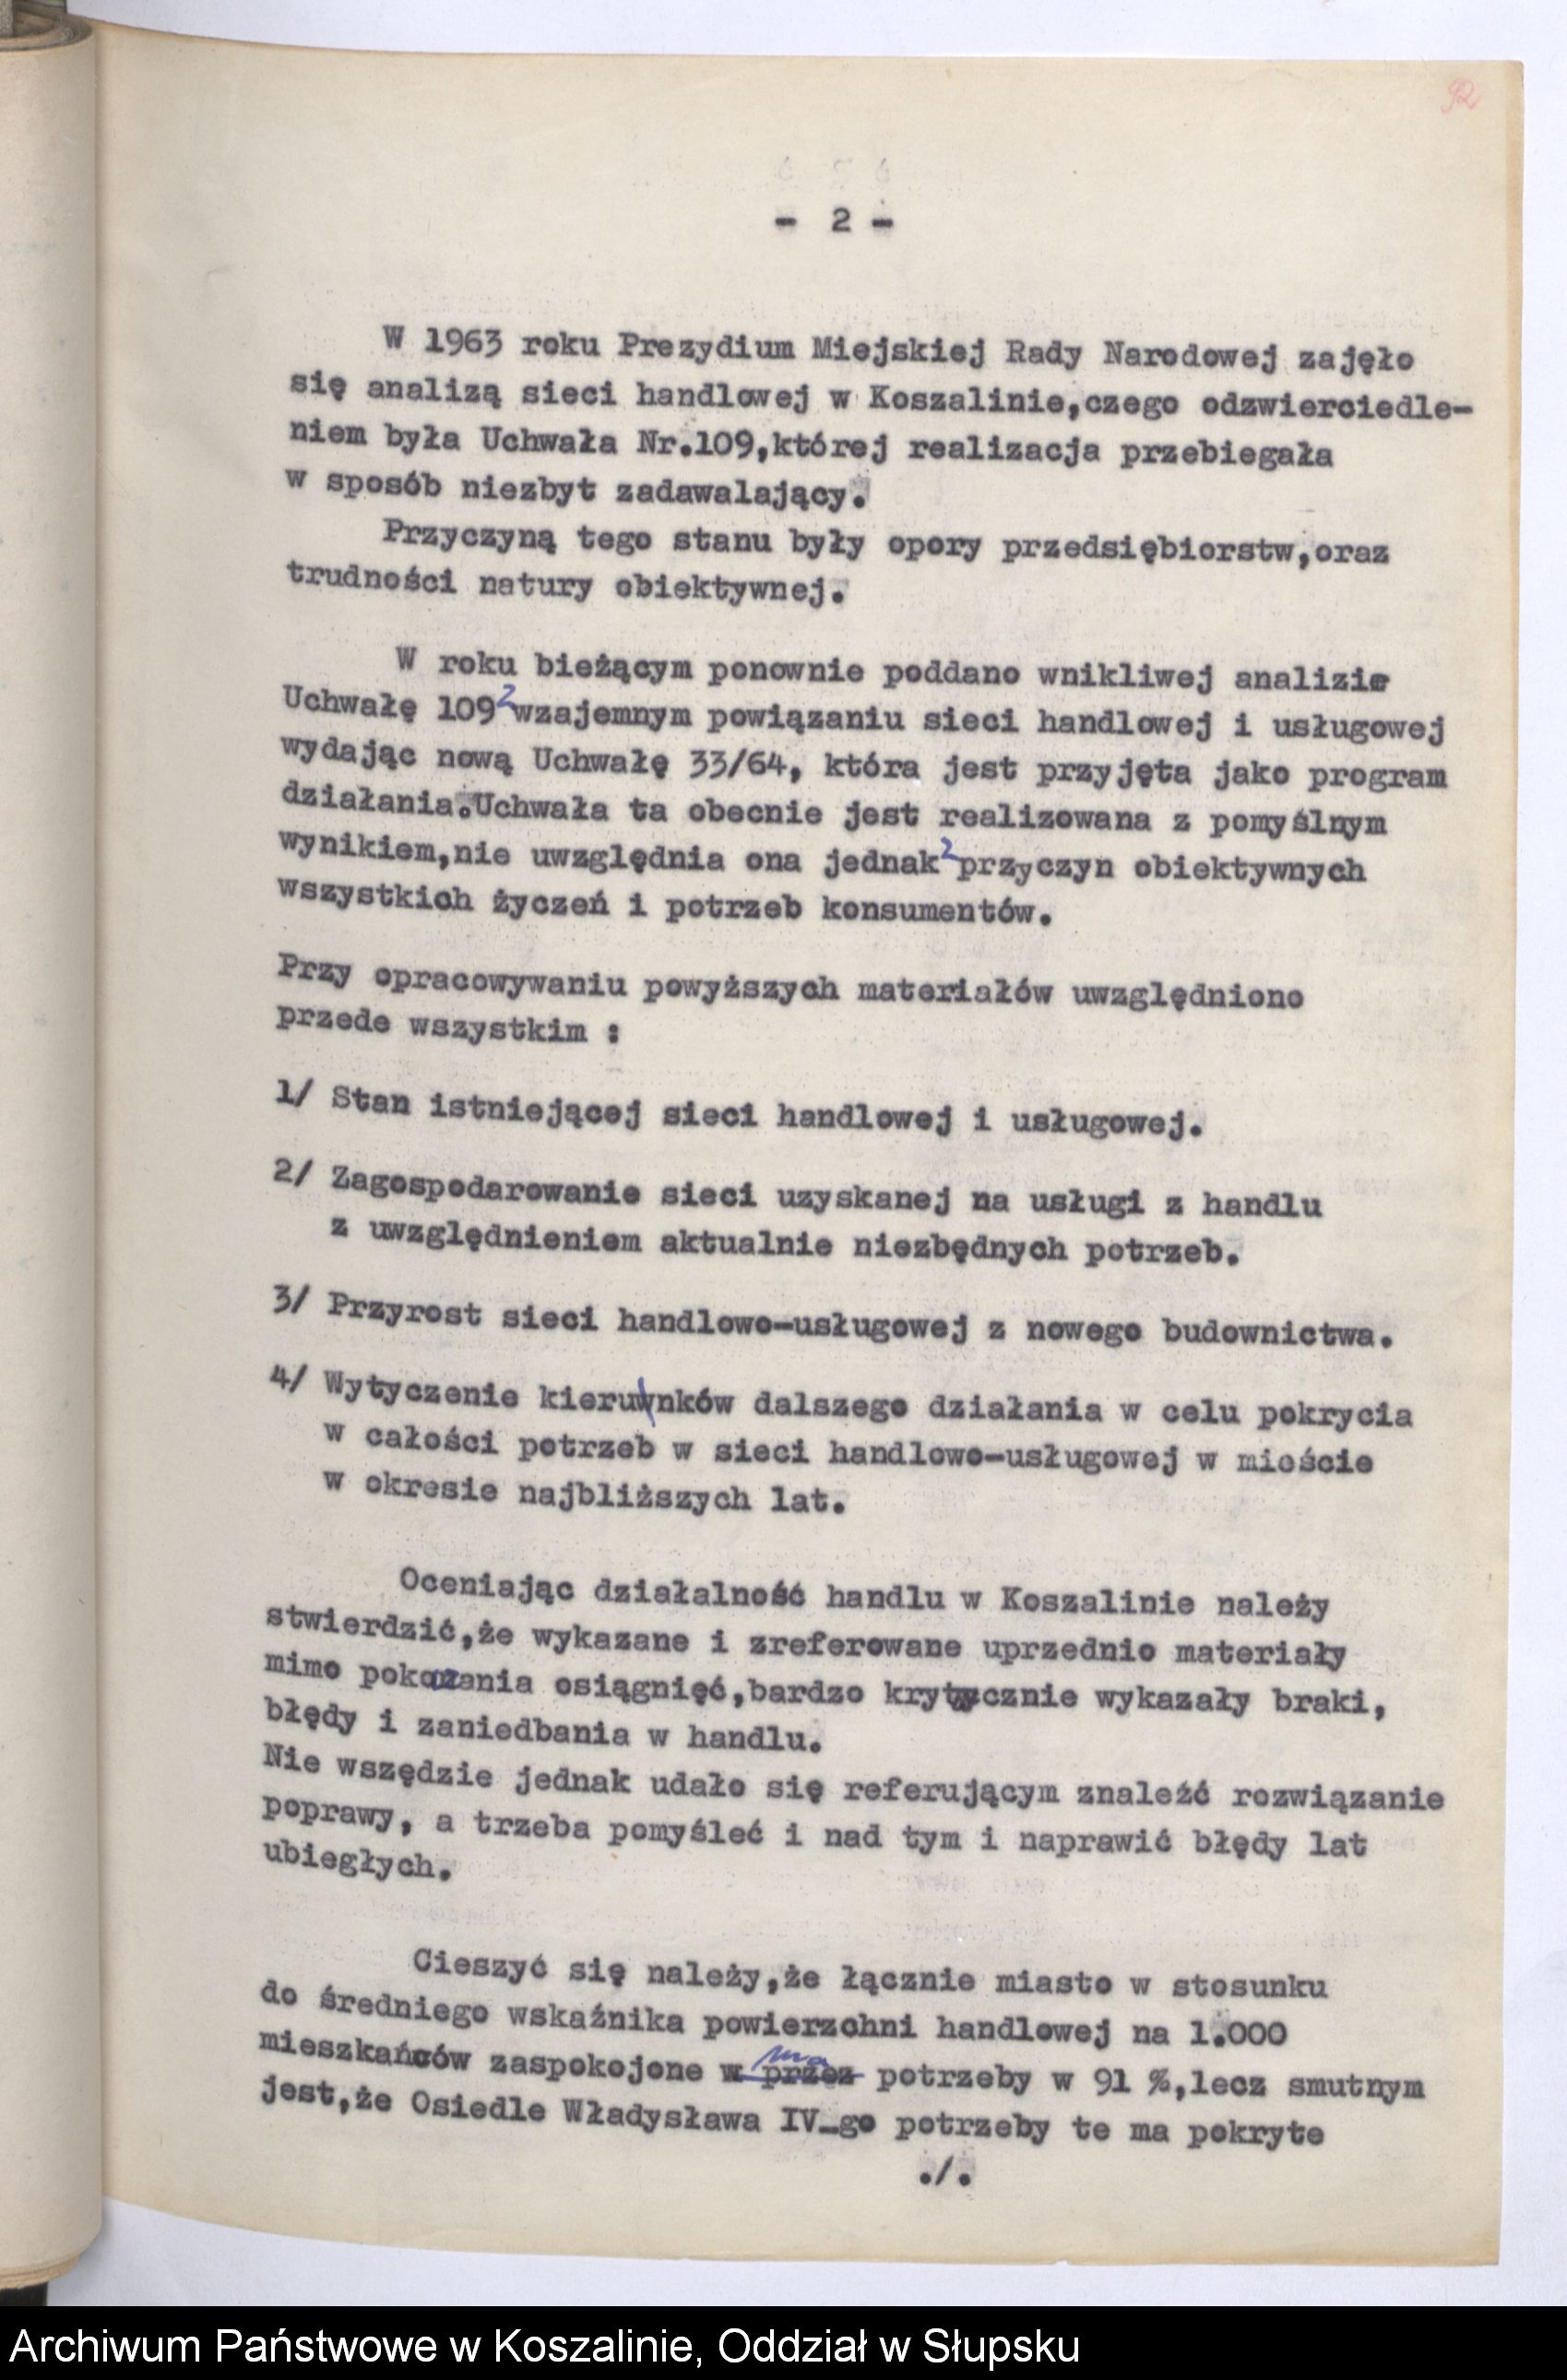 92
- 2 -
W 1963 roku Prezydium Miejskiej Rady Narodowej zajęło
się analizą sieci handlowej w Koszalinie,czego odzwierciedle-
niem była Uchwała Nr.109,której realizacja przebiegała
w sposób niezbyt zadawalający.
Przyczyną tego stanu były opory przedsiębiorstw,oraz
trudności natury obiektywnej.
W roku bieżącym ponownie poddano wnikliwej analizie
Uchwałę 109 z wzajemnym powiązaniu sieci handlowej i usługowej
wydając nową Uchwałę 33/64, która jest przyjęta jako program
działania.Uchwała ta obecnie jest realizowana z pomyślnym
wynikiem,nie uwzględnia ona jednak z przyczyn obiektywnych
wszystkich życzeń i potrzeb konsumentów.
Przy opracowywaniu powyższych materiałów uwzględniono
przede wszystkim :
1/ Stan istniejącej sieci handlowej i usługowej.
2/ Zagospodarowanie sieci uzyskanej na usługi z handlu
z uwzględnieniem aktualnie niezbędnych potrzeb.
3/ Przyrost sieci handlowo-usługowej z nowego budownictwa.
4/ Wytyczenie kierunków dalszego działania w celu pokrycia
w całości potrzeb w sieci handlowo-usługowej w mieście
w okresie najbliższych lat.
Oceniając działalność handlu w Koszalinie należy
stwierdzić,że wykazane i zreferowane uprzednio materiały
mimo pokazania osiągnięć,bardzo krytycznie wykazały braki,
błędy i zaniedbania w handlu.
Nie wszędzie jednak udało się referującym znaleźć rozwiązanie
poprawy, a trzeba pomyśleć i nad tym i naprawić błędy lat
ubiegłych.
Cieszyć się należy,że łącznie miasto w stosunku
do średniego wskaźnika powierzchni handlowej na 1.000
mieszkańców zaspokojone w przez ma potrzeby w 91 %,lecz smutnym
jest,że Osiedle Władysława IV-go potrzeby te ma pokryte
./.
Archiwum Państwowe w Koszalinie, Oddział w Słupsku